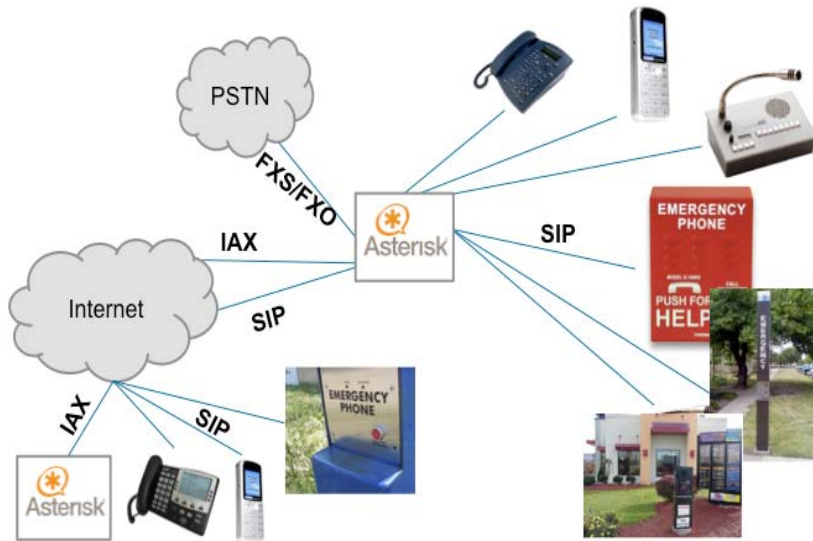 PSTN
FXS/FXO
IAX
Asterisk
SIP
EMERGENCY
PHONE
PUSH FOR
HELP
Internet
SIP
EMERGENCY
IAX
SIP
EMERGENCY
PHONE
Asterisk